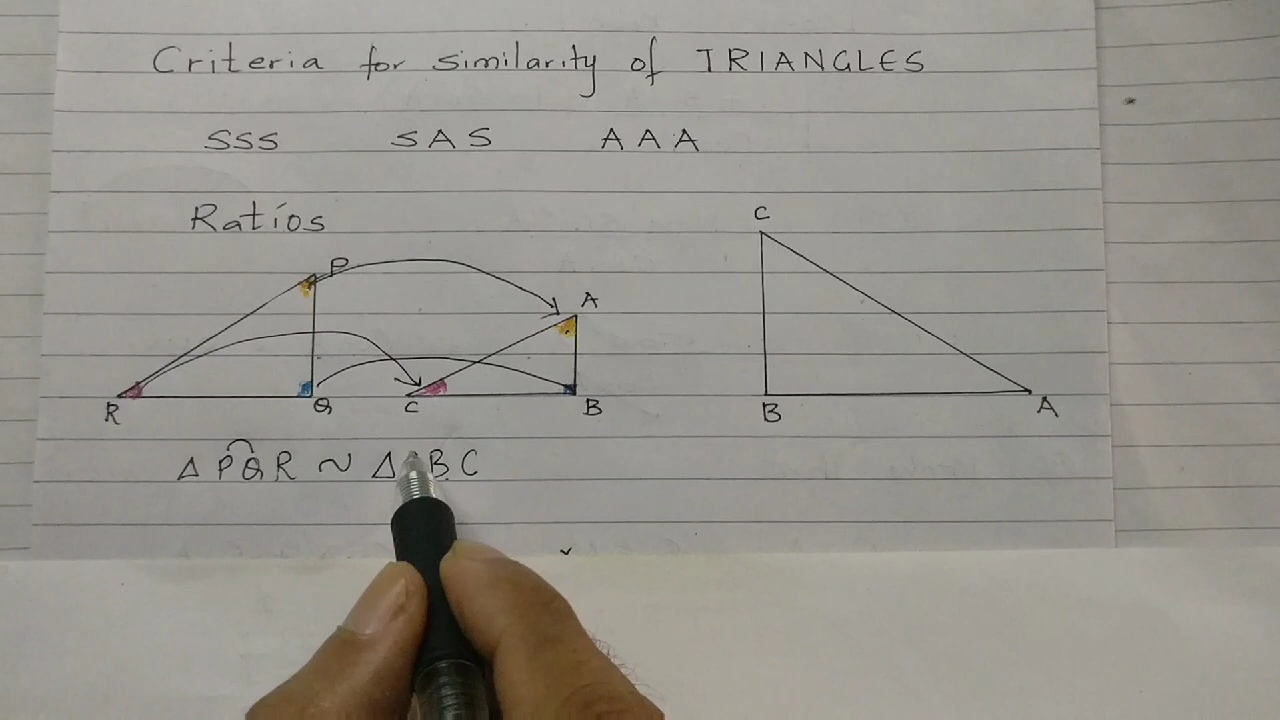 Criteria for similarity of TRIANGLES
SSS SAS AAA
Ratios
P
A
R
Q
C
B
C
B
A
Δ PQR ~ Δ BC